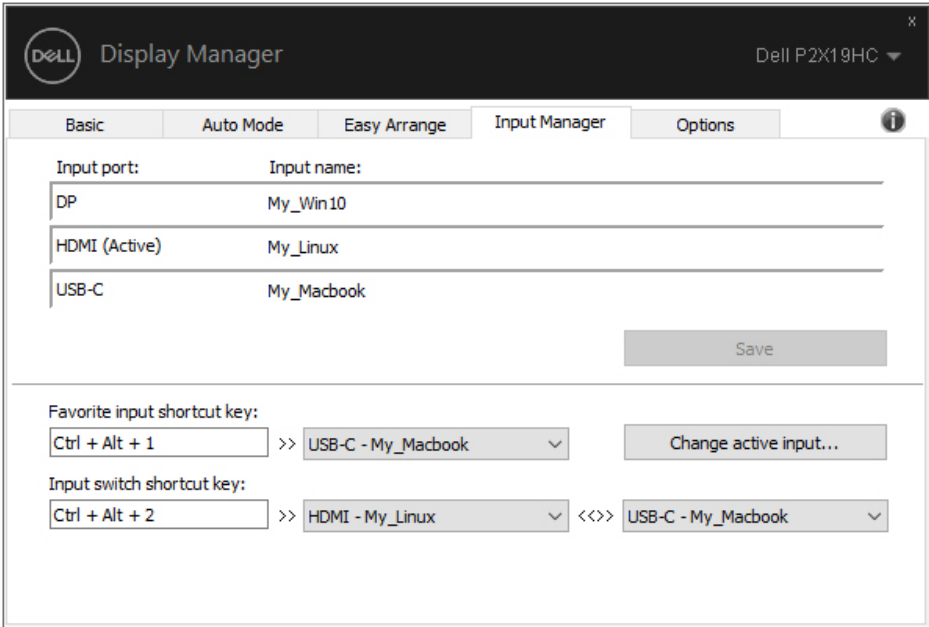 x
DELL Display Manager Dell P2X19HC
Basic Auto Mode Easy Arrange Input Manager Options i
Input port: Input name:
DP My_Win10
HDMI (Active) My_Linux
USB-C My_Macbook
Save
Favorite input shortcut key:
Ctrl + Alt + 1 >> USB-C - My_Macbook Change active input...
Input switch shortcut key:
Ctrl + Alt + 2 >> HDMI - My_Linux <<>> USB-C - My_Macbook